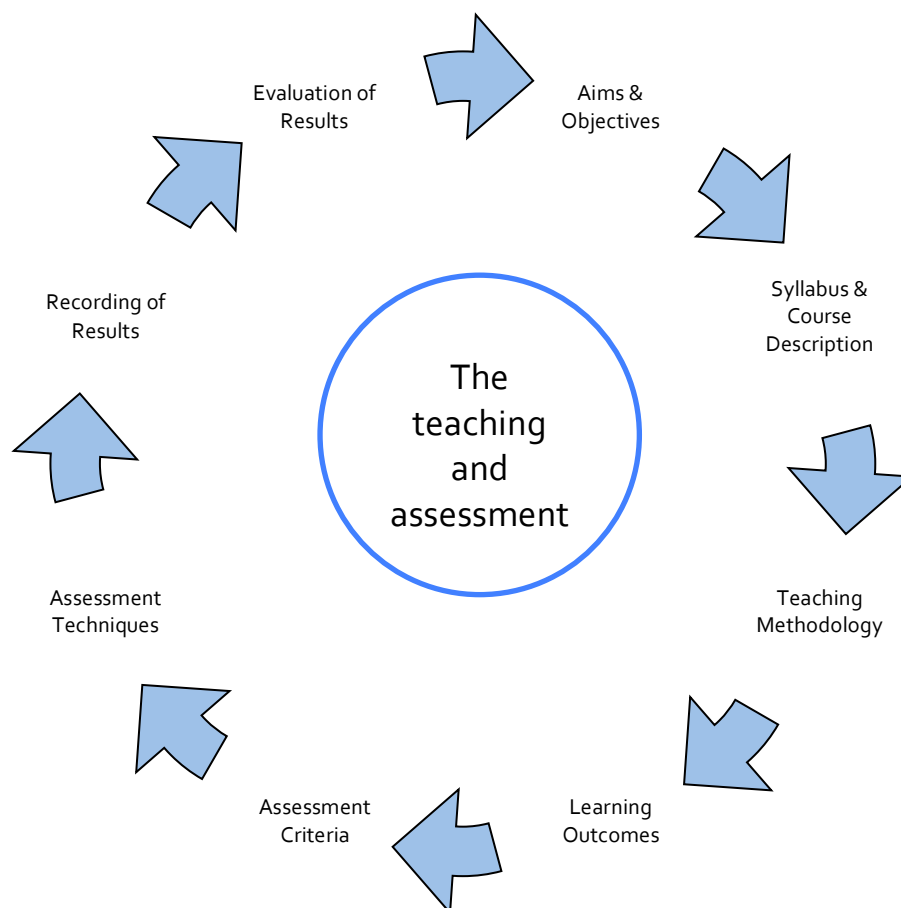 Evaluation of
Results
Aims &
Objectives
Syllabus &
Course
Description
Teaching
Methodology
Learning
Outcomes
Assessment
Criteria
Assessment
Techniques
Recording of
Results
The
teaching
and
assessment